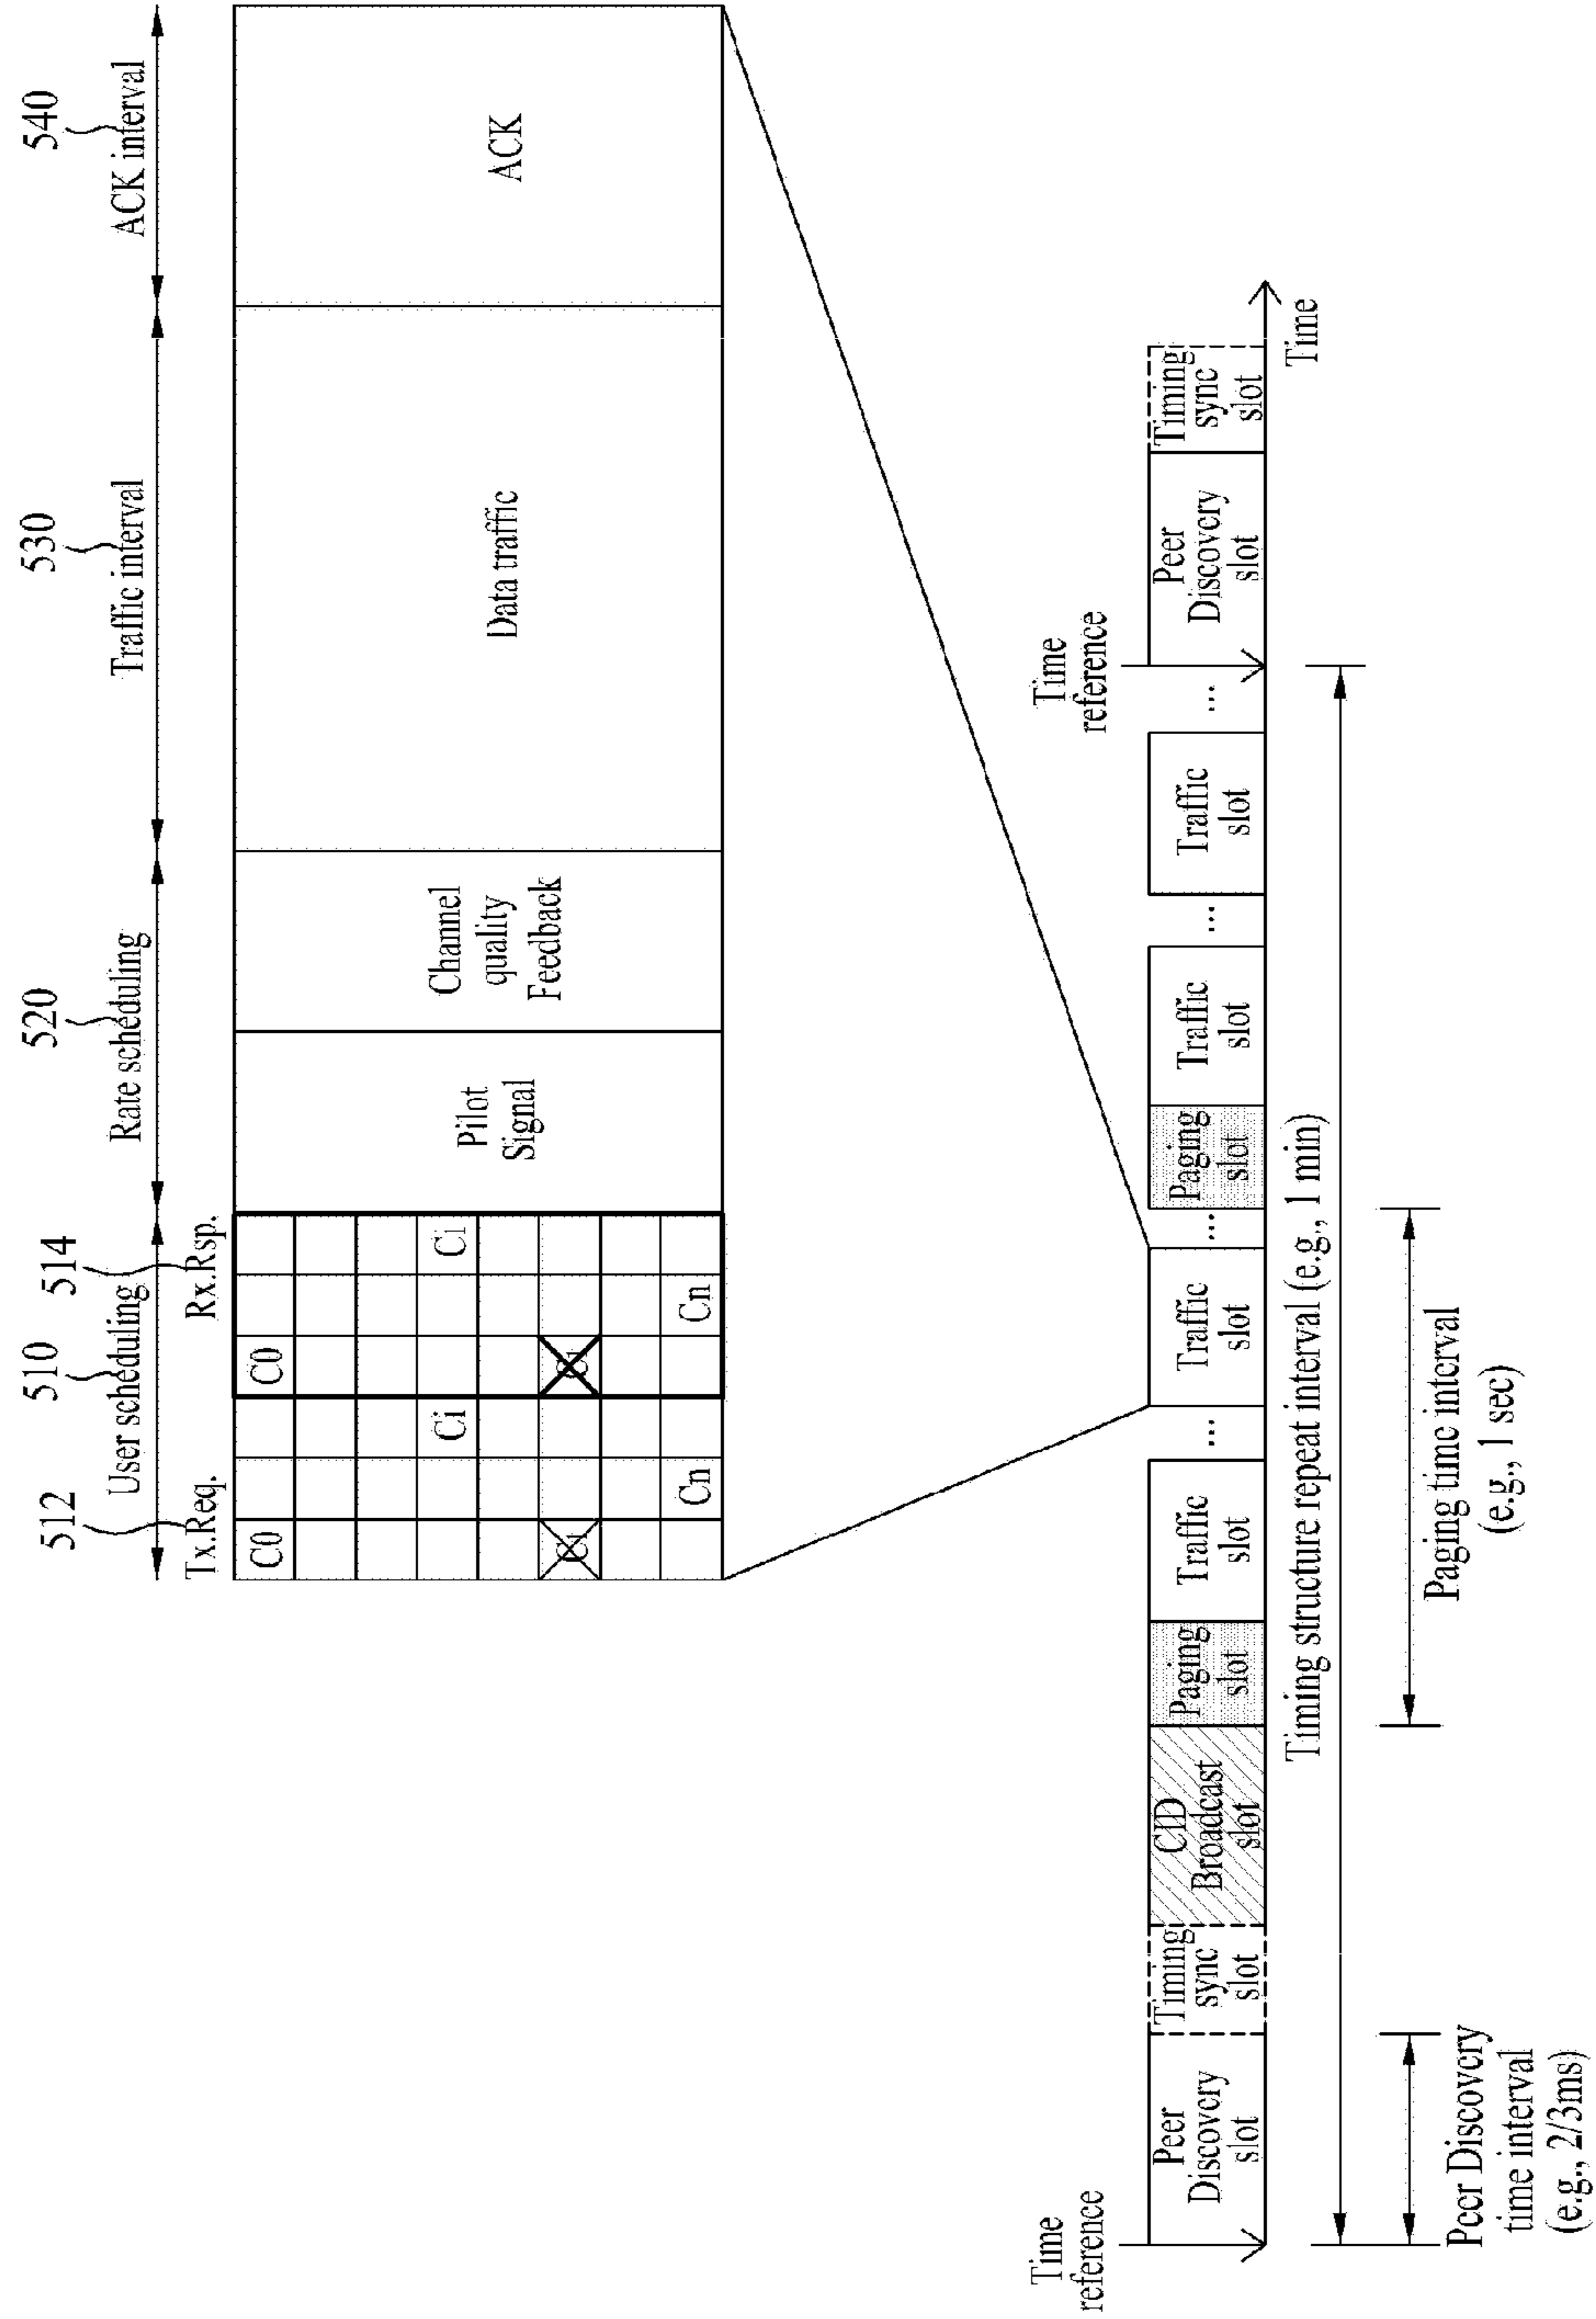 510
520
530
540
User scheduling
Rate scheduling
Traffic interval
ACK interval
512
514
Tx.Req.
Rx.Rsp.
C0
C0
Ci
Ci
C1
C1
Cn
Cn
Pilot
Signal
Channel
quality
Feedback
Data traffic
ACK
Time
reference
Time
reference
Peer
Discovery
slot
Timing
sync
slot
CID
Broadcast
slot
Paging
slot
Traffic
slot
...
Traffic
slot
...
Paging
slot
Traffic
slot
...
Traffic
slot
...
Peer
Discovery
slot
Timing
sync
slot
Time
Timing structure repeat interval (e.g., 1 min)
Peer Discovery
time interval
(e.g., 2/3ms)
Paging time interval
(e.g., 1 sec)